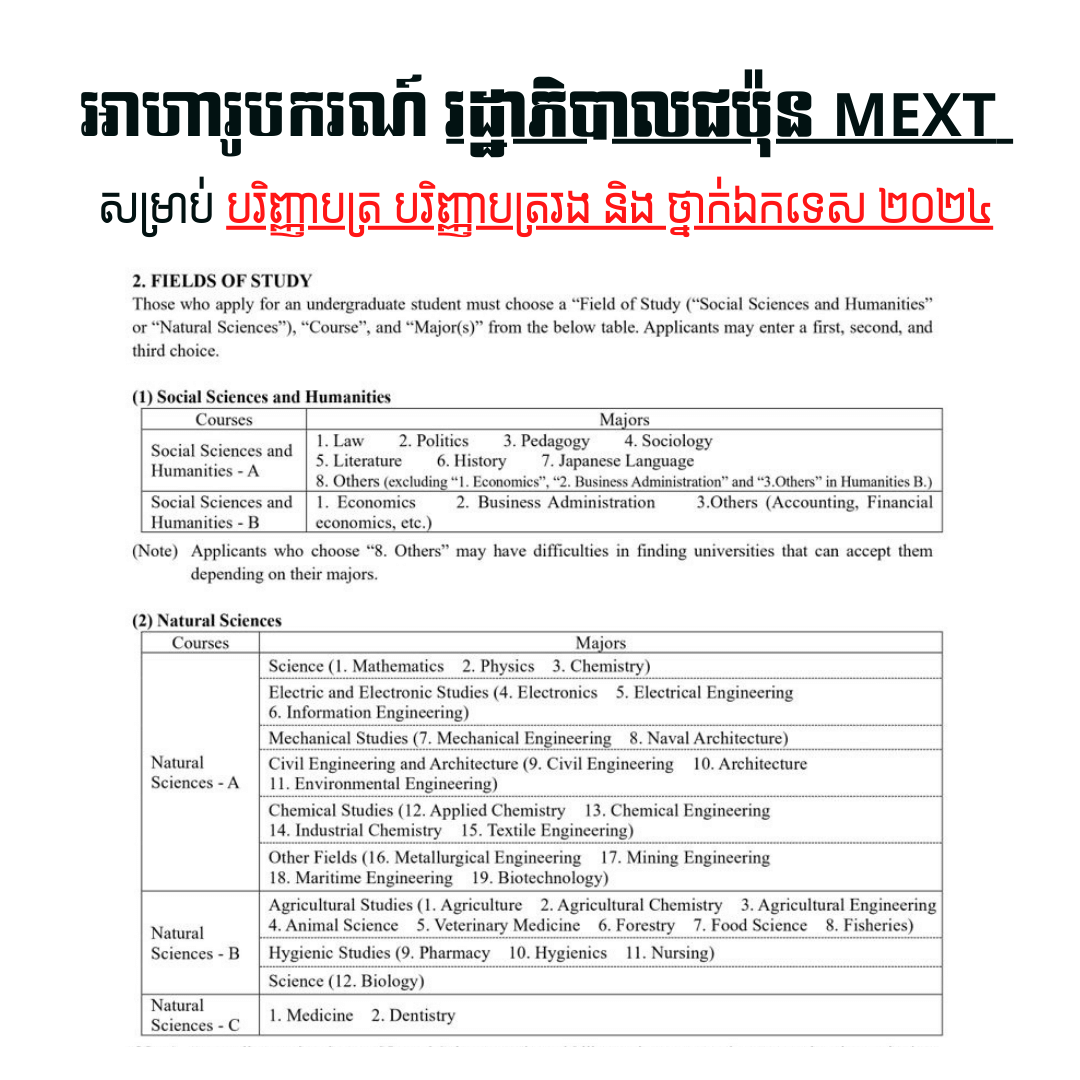 អាហារូបករណ៍ រដ្ឋាភិបាលជប៉ុន MEXT
សម្រាប់ បរិញ្ញាបត្រ បរិញ្ញាបត្ររង និង ថ្នាក់ឯកទេស ២០២៤
2. FIELDS OF STUDY
Those who apply for an undergraduate student must choose a “Field of Study (“Social Sciences and Humanities”
or “Natural Sciences”), “Course”, and “Major(s)” from the below table. Applicants may enter a first, second, and
third choice.
(1) Social Sciences and Humanities
Courses Majors
Social Sciences and
Humanities - A
1. Law 2. Politics 3. Pedagogy 4. Sociology
5. Literature 6. History 7. Japanese Language
8. Others (excluding “1. Economics”, “2. Business Administration” and “3.Others” in Humanities B.)
Social Sciences and
Humanities - B
1. Economics 2. Business Administration 3.Others (Accounting, Financial
economics, etc.)
(Note) Applicants who choose “8. Others” may have difficulties in finding universities that can accept them
depending on their majors.
(2) Natural Sciences
Courses Majors
Natural
Sciences - A
Science (1. Mathematics 2. Physics 3. Chemistry)
Electric and Electronic Studies (4. Electronics 5. Electrical Engineering
6. Information Engineering)
Mechanical Studies (7. Mechanical Engineering 8. Naval Architecture)
Civil Engineering and Architecture (9. Civil Engineering 10. Architecture
11. Environmental Engineering)
Chemical Studies (12. Applied Chemistry 13. Chemical Engineering
14. Industrial Chemistry 15. Textile Engineering)
Other Fields (16. Metallurgical Engineering 17. Mining Engineering
18. Maritime Engineering 19. Biotechnology)
Natural
Sciences - B
Agricultural Studies (1. Agriculture 2. Agricultural Chemistry 3. Agricultural Engineering
4. Animal Science 5. Veterinary Medicine 6. Forestry 7. Food Science 8. Fisheries)
Hygienic Studies (9. Pharmacy 10. Hygienics 11. Nursing)
Science (12. Biology)
Natural
Sciences - C
1. Medicine 2. Dentistry